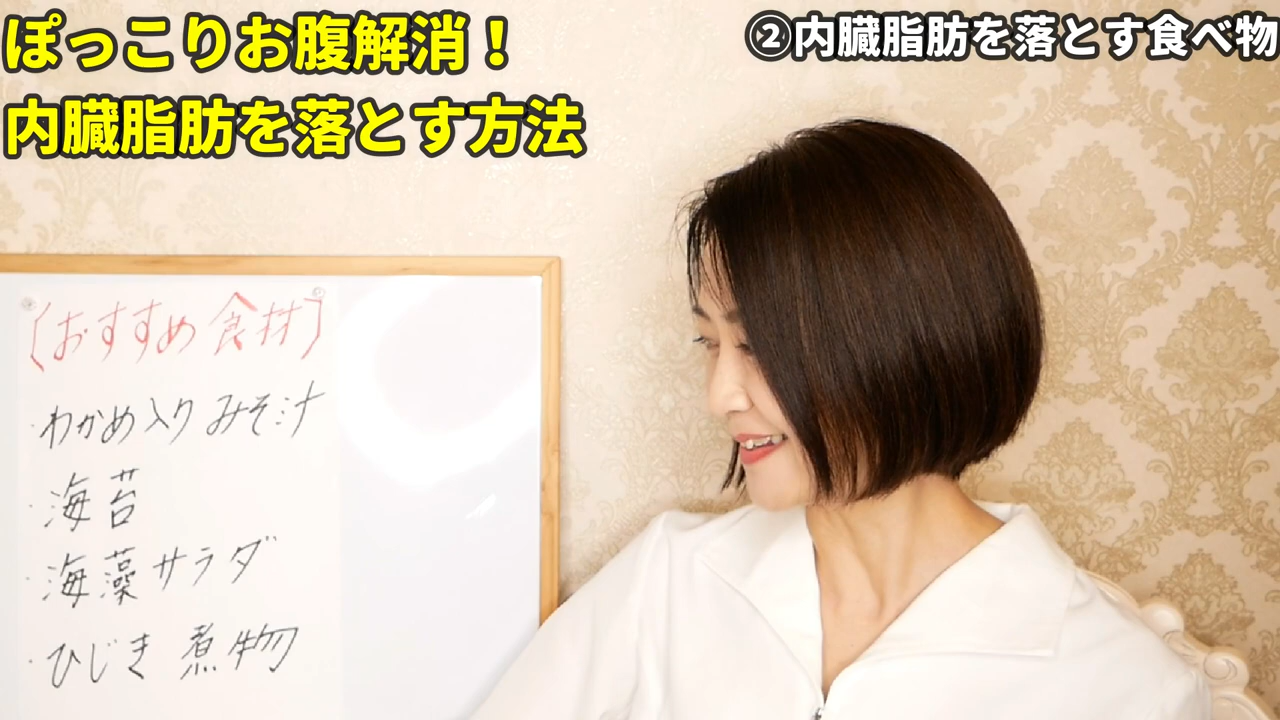 ぽっこりお腹解消！
内臓脂肪を落とす方法
②内臓脂肪を落とす食べ物
〔おすすめ食材〕
・わかめ入りみそ汁
・海苔
・海藻サラダ
・ひじき煮物